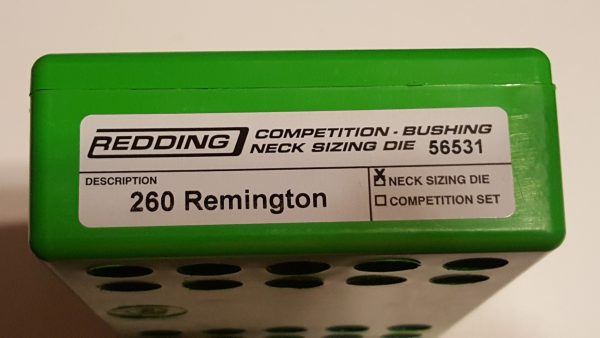 REDDING COMPETITION - BUSHING
NECK SIZING DIE 56531
DESCRIPTION
260 Remington
X NECK SIZING DIE
COMPETITION SET